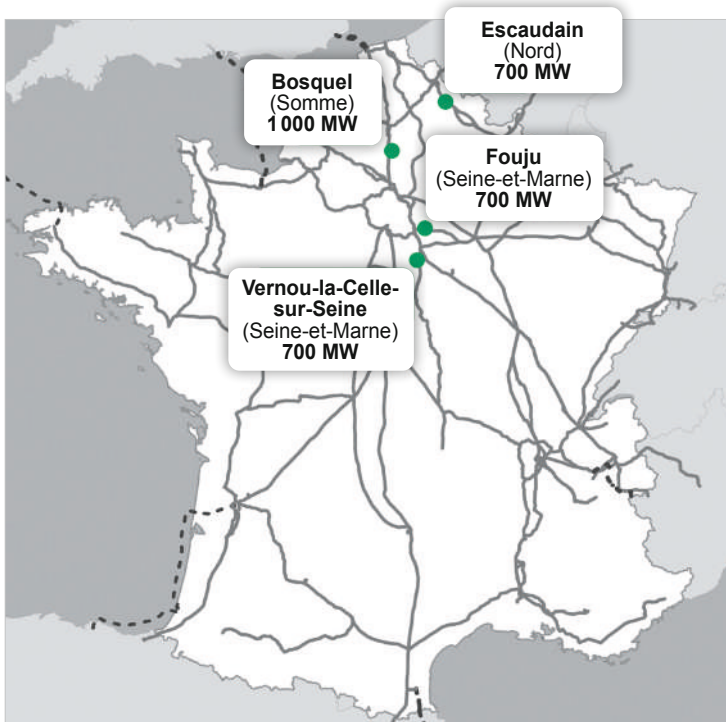 Escaudain
(Nord)
700 MW
Bosquel
(Somme)
1 000 MW
Fouju
(Seine-et-Marne)
700 MW
Vernou-la-Celle-
sur-Seine
(Seine-et-Marne)
700 MW